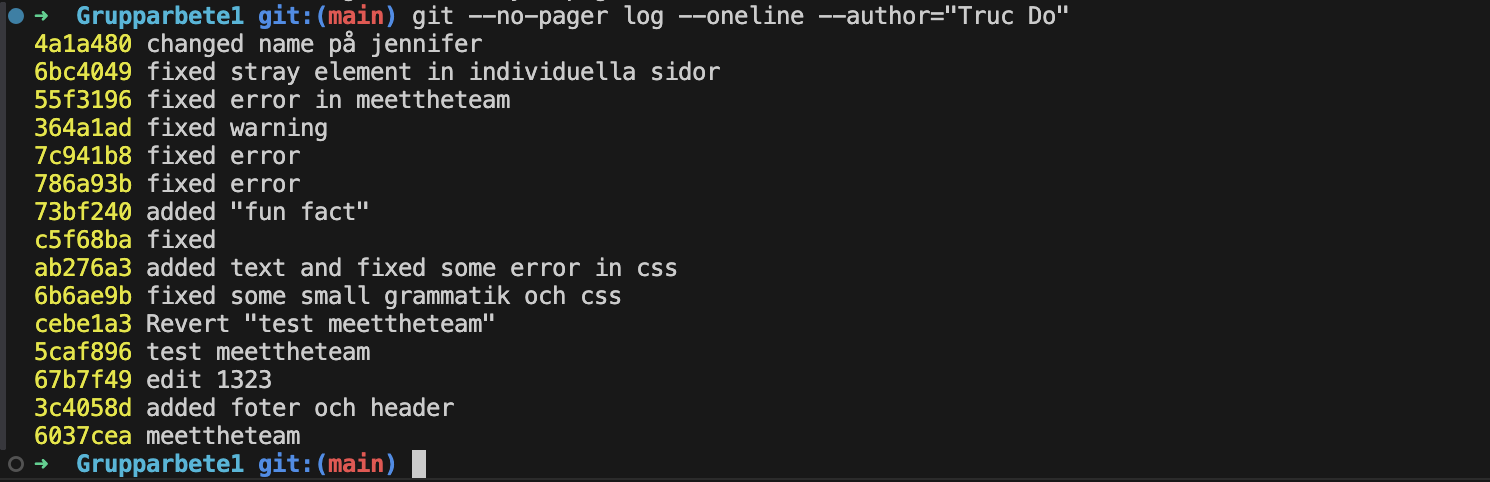 ➜ Grupparbete1 git:(main) git --no-pager log --oneline --author="Truc Do"
4a1a480 changed name på jennifer
6bc4049 fixed stray element in individuella sidor
55f3196 fixed error in meettheteam
364a1ad fixed warning
7c941b8 fixed error
786a93b fixed error
73bf240 added "fun fact"
c5f68ba fixed
ab276a3 added text and fixed some error in css
6b6ae9b fixed some small grammatik och css
cebe1a3 Revert "test meettheteam"
5caf896 test meettheteam
67b7f49 edit 1323
3c4058d added foter och header
6037cea meettheteam
➜ Grupparbete1 git:(main)